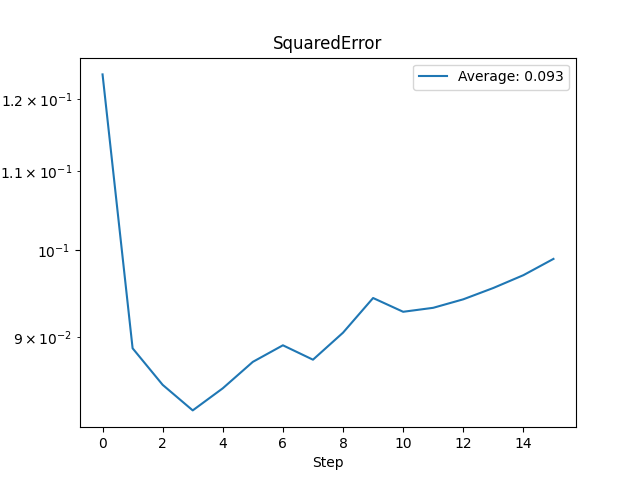 SquaredError
Average: 0.093
1.2 × 10⁻¹
1.1 × 10⁻¹
10⁻¹
9 × 10⁻²
0 2 4 6 8 10 12 14
Step